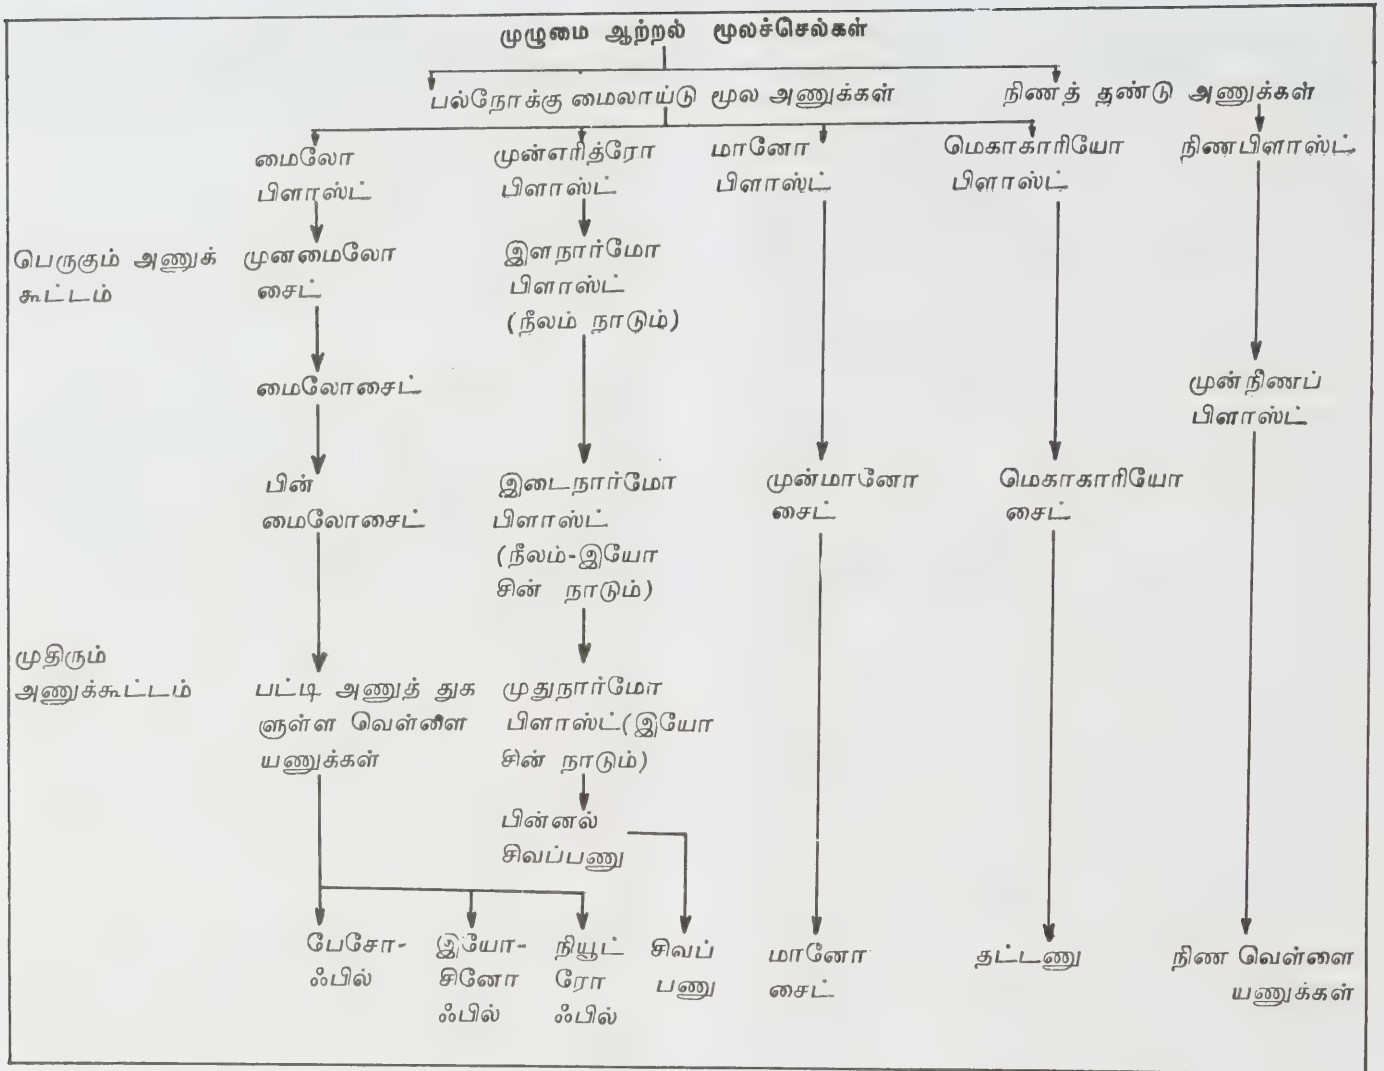 முழுமை ஆற்றல் மூலச்செல்கள்
பல்நோக்கு மைலாய்டு மூல அணுக்கள்
நிணத் தண்டு அணுக்கள்
மைலோ
பிளாஸ்ட்
முன்எரித்ரோ
பிளாஸ்ட்
மானோ
பிளாஸ்ட்
மெகாகாரியோ
பிளாஸ்ட்
நிணபிளாஸ்ட்
பெருகும் அணுக்
கூட்டம்
முனமைலோ
சைட்
இளநார்மோ
பிளாஸ்ட்
(நீலம் நாடும்)
மைலோசைட்
முன்நிணப்
பிளாஸ்ட்
பின்
மைலோசைட்
இடைநார்மோ
பிளாஸ்ட்
(நீலம்-இயோ
சின் நாடும்)
முன்மானோ
சைட்
மெகாகாரியோ
சைட்
முதிரும்
அணுக்கூட்டம்
பட்டி அணுத் துக
ளுள்ள வெள்ளை
யணுக்கள்
முதுநார்மோ
பிளாஸ்ட்(இயோ
சின் நாடும்)
பின்னல்
சிவப்பணு
பேசோ-
ஃபில்
இயோ-
சினோ
ஃபில்
நியூட்
ரோ
ஃபில்
சிவப்
பணு
மானோ
சைட்
தட்டணு
நிண வெள்ளை
யணுக்கள்